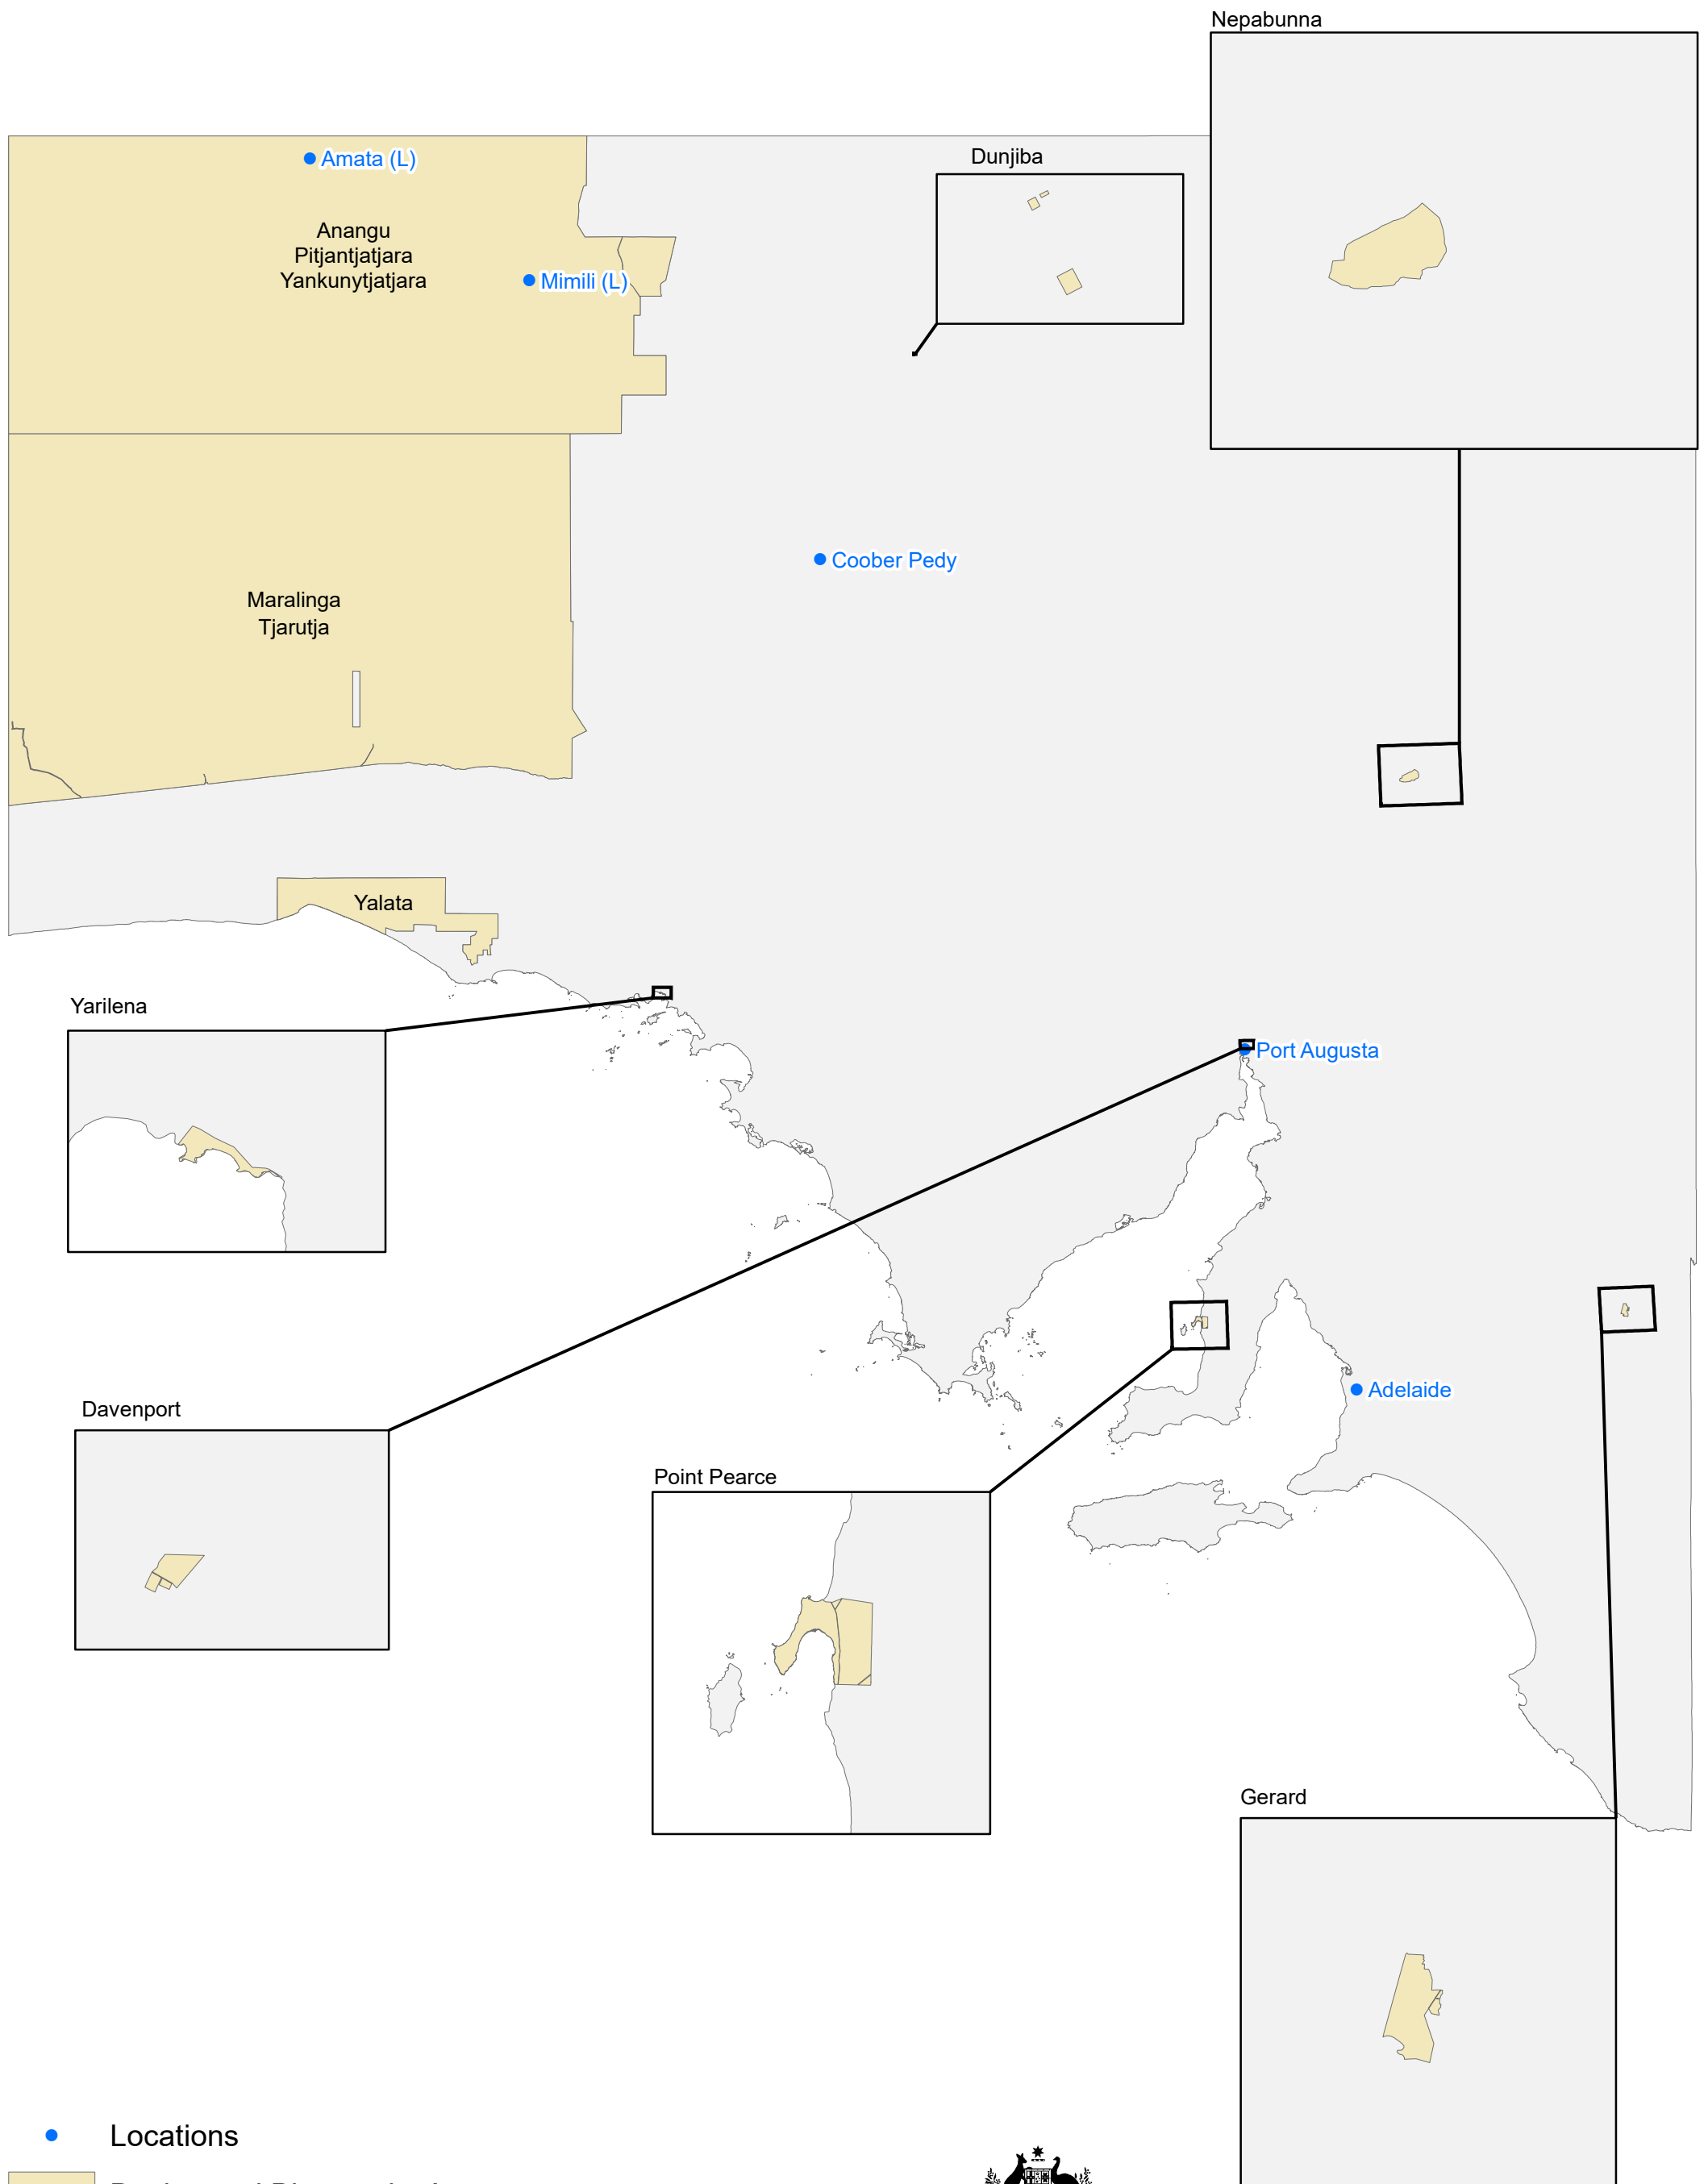 Nepabunna
Dunjiba
Amata (L)
Anangu
Pitjantjatjara
Yankunytjatjara
Mimili (L)
Coober Pedy
Maralinga
Tjarutja
Yalata
Yarilena
Port Augusta
Adelaide
Davenport
Point Pearce
Gerard
Locations